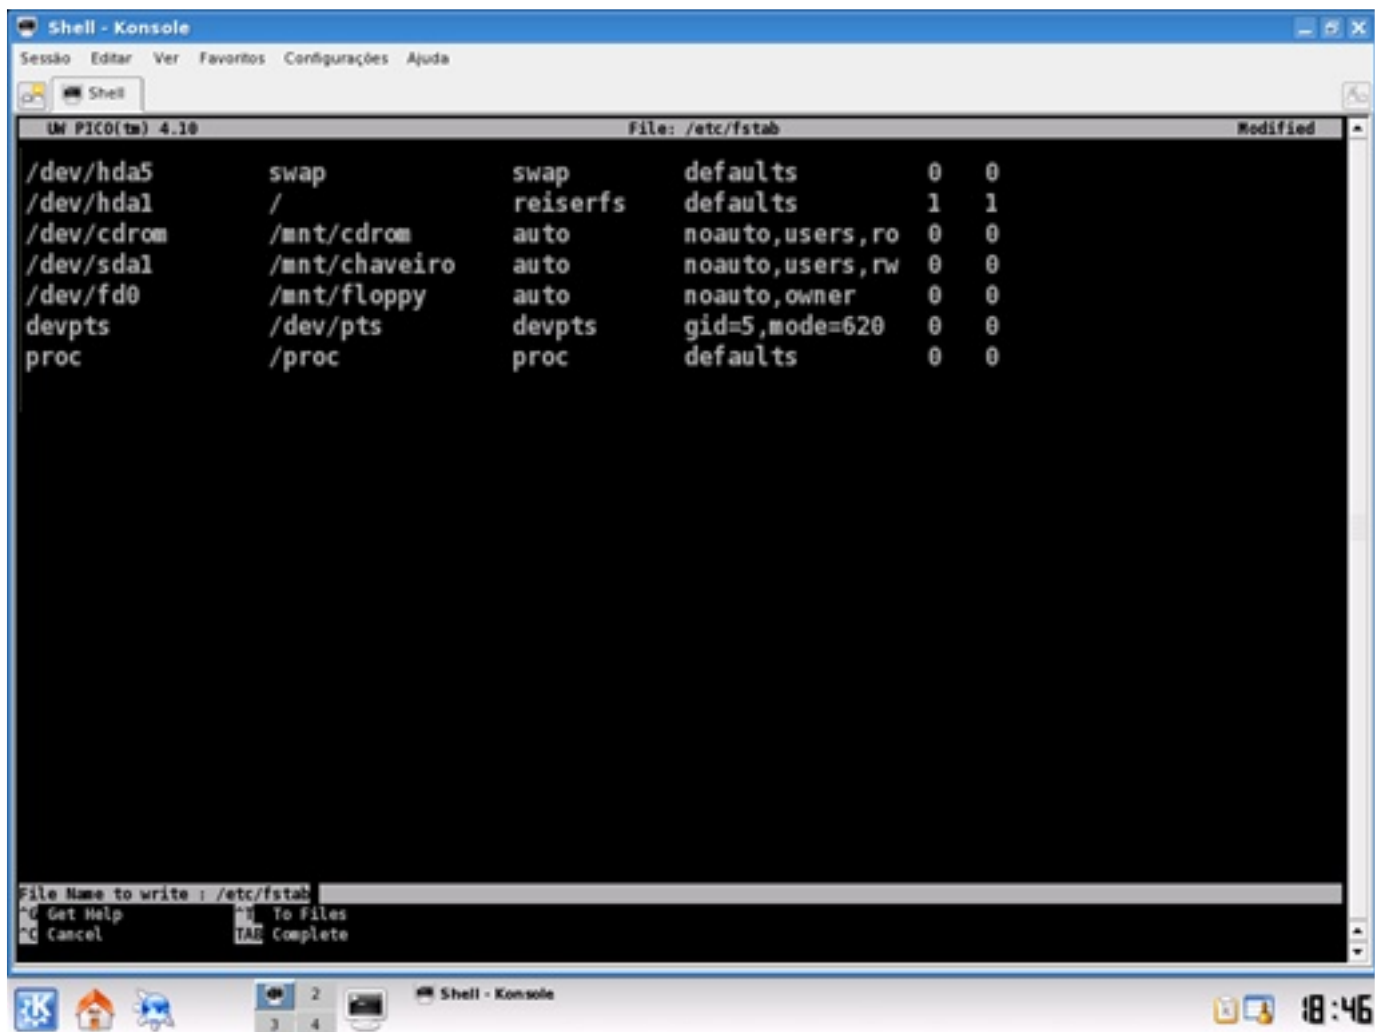 Shell - Konsole
Sessão Editar Ver Favoritos Configurações Ajuda
Shell
UW PICO(tm) 4.10 File: /etc/fstab Modified
/dev/hda5 swap swap defaults 0 0
/dev/hda1 / reiserfs defaults 1 1
/dev/cdrom /mnt/cdrom auto noauto,users,ro 0 0
/dev/sda1 /mnt/chaveiro auto noauto,users,rw 0 0
/dev/fd0 /mnt/floppy auto noauto,owner 0 0
devpts /dev/pts devpts gid=5,mode=620 0 0
proc /proc proc defaults 0 0
File Name to write : /etc/fstab
^G Get Help ^T To Files
^C Cancel TAB Complete
2 Shell - Konsole
3 4
18:46